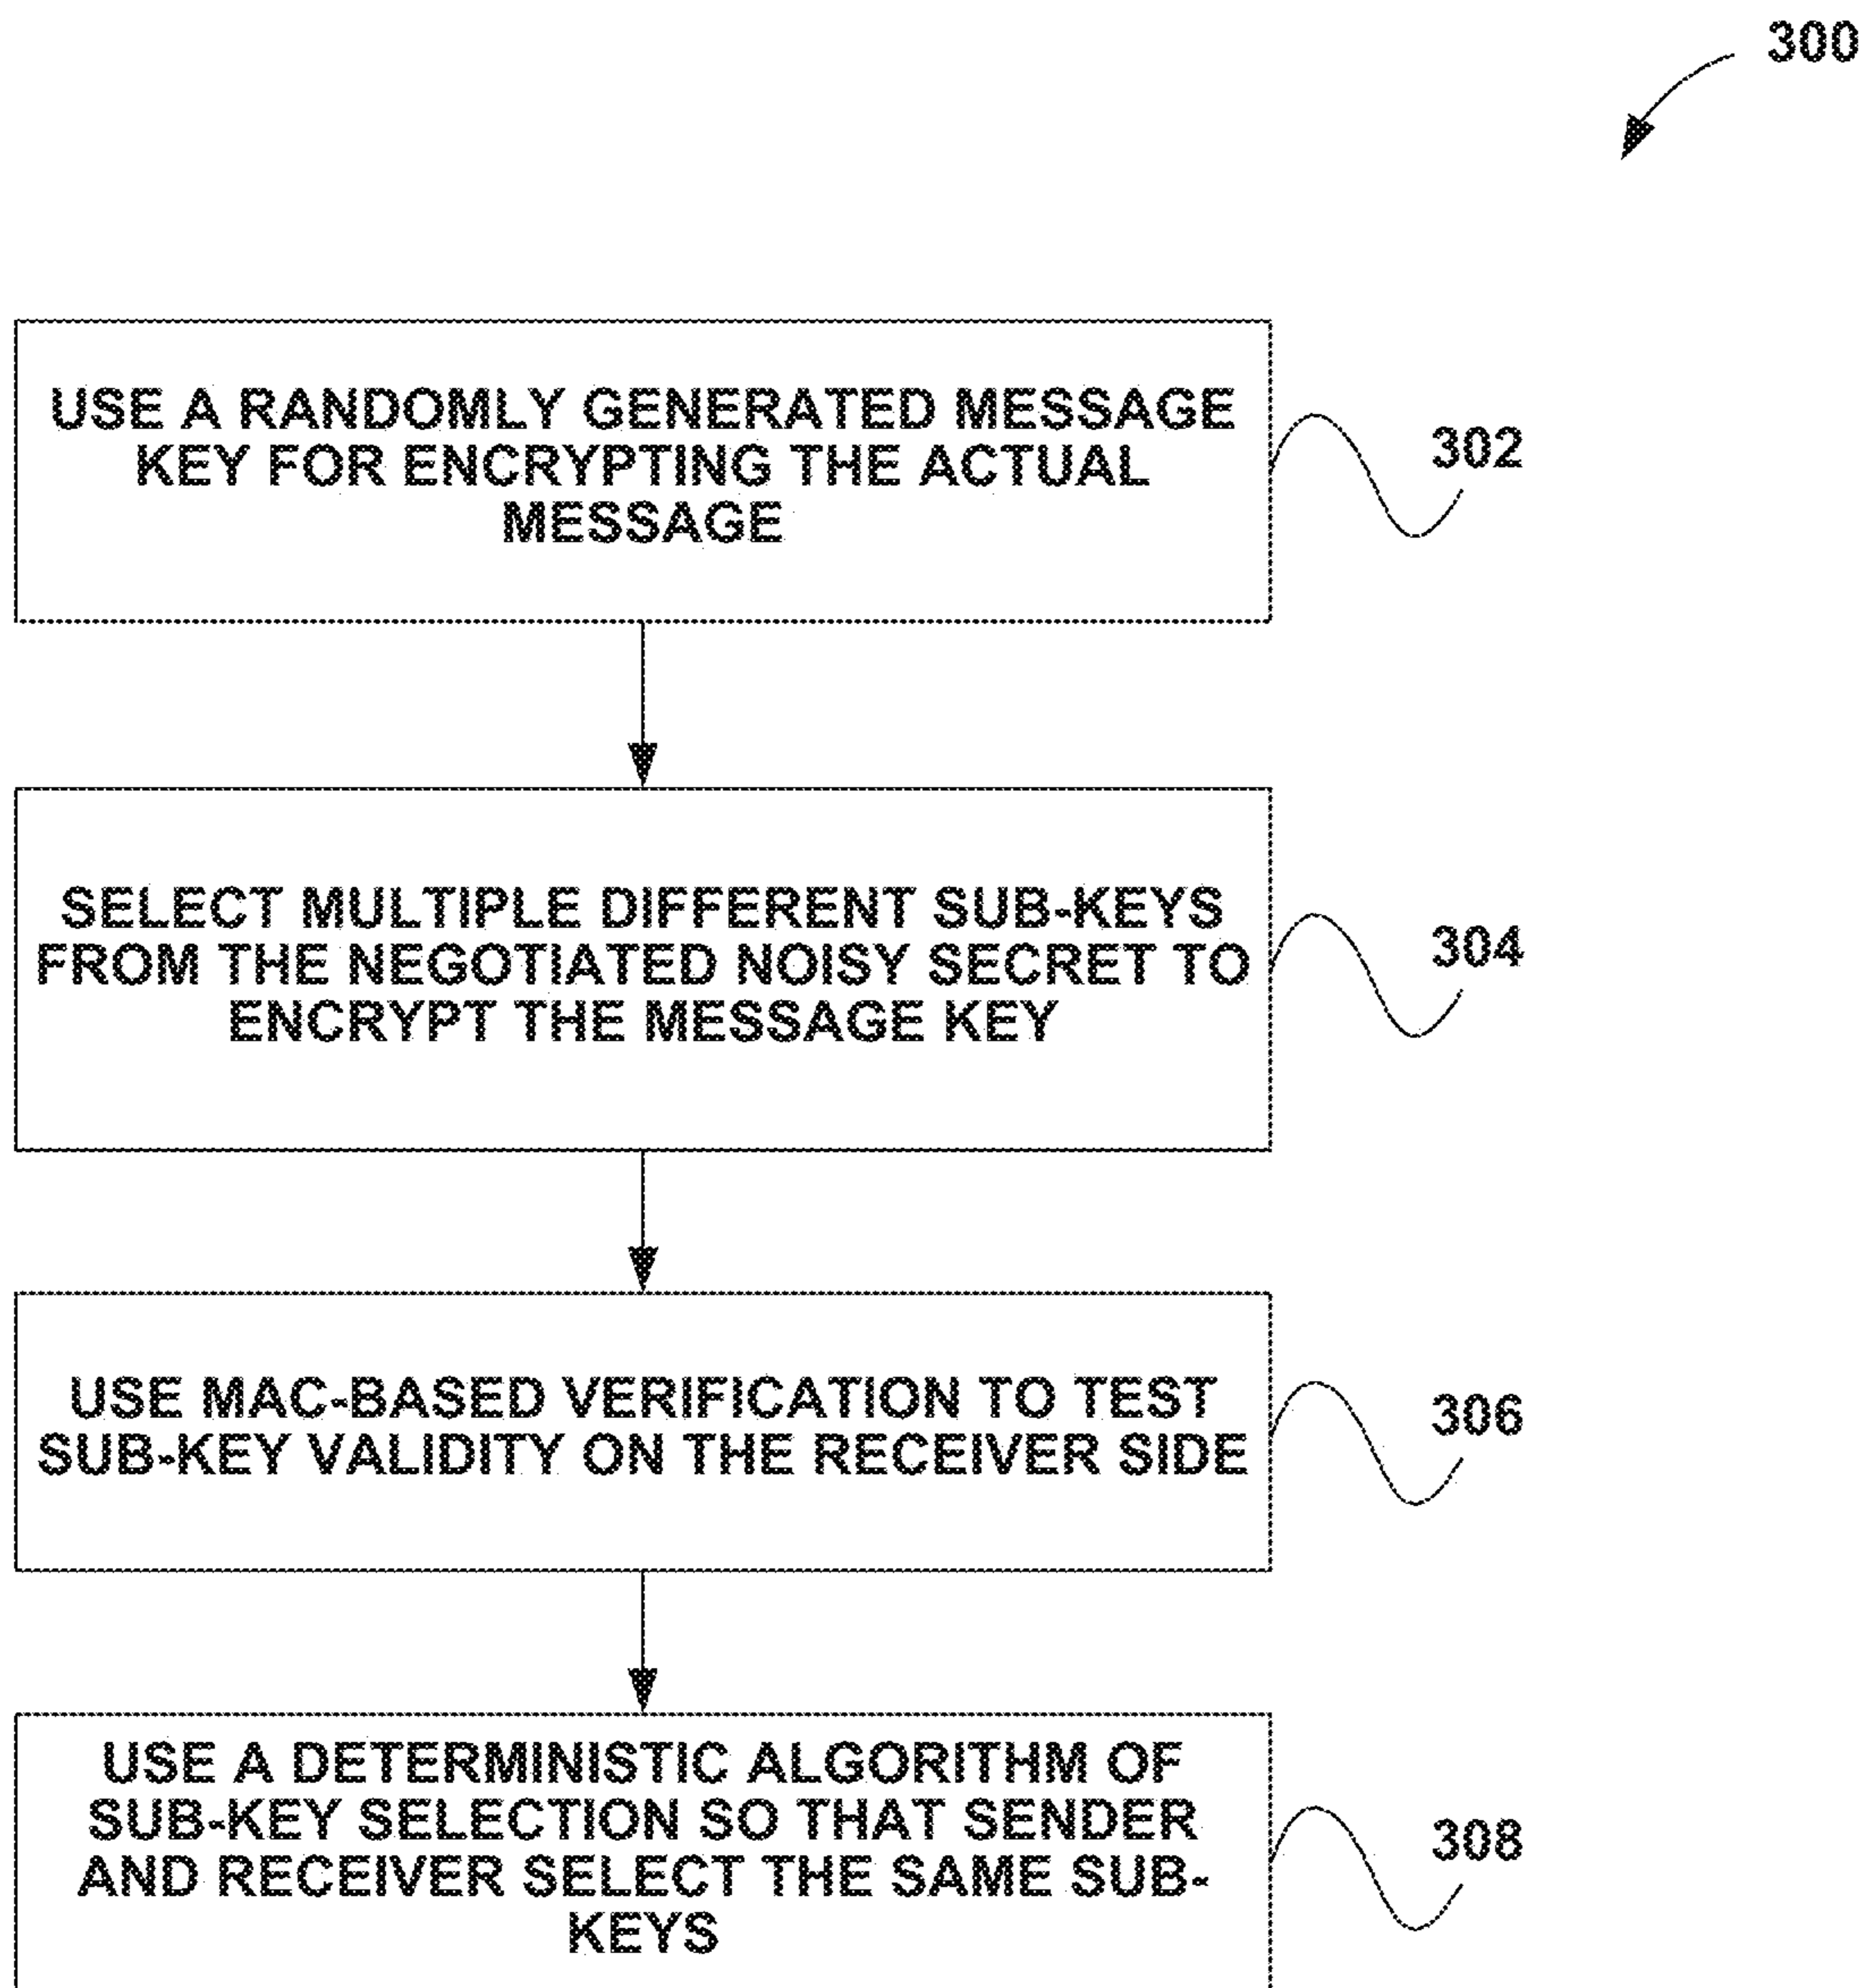 300
USE A RANDOMLY GENERATED MESSAGE
KEY FOR ENCRYPTING THE ACTUAL
MESSAGE
302
SELECT MULTIPLE DIFFERENT SUB-KEYS
FROM THE NEGOTIATED NOISY SECRET TO
ENCRYPT THE MESSAGE KEY
304
USE MAC-BASED VERIFICATION TO TEST
SUB-KEY VALIDITY ON THE RECEIVER SIDE
306
USE A DETERMINISTIC ALGORITHM OF
SUB-KEY SELECTION SO THAT SENDER
AND RECEIVER SELECT THE SAME SUB-
KEYS
308